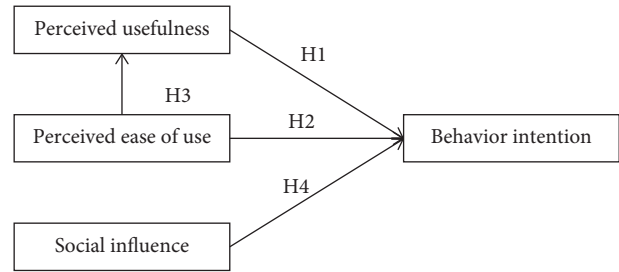 Perceived usefulness
H1
H3
Perceived ease of use
H2
Behavior intention
H4
Social influence